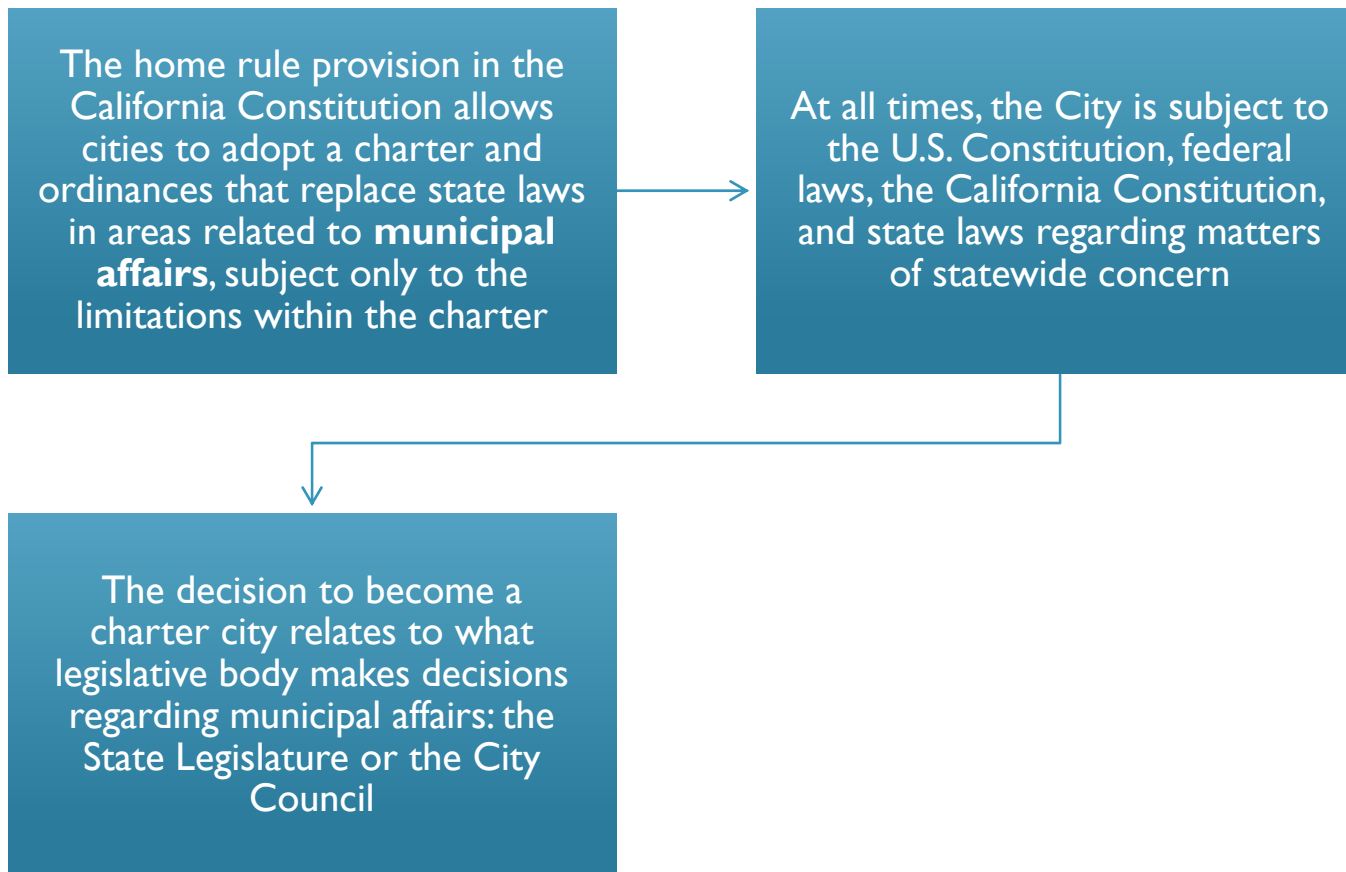 The home rule provision in the
California Constitution allows
cities to adopt a charter and
ordinances that replace state laws
in areas related to municipal
affairs, subject only to the
limitations within the charter
At all times, the City is subject to
the U.S. Constitution, federal
laws, the California Constitution,
and state laws regarding matters
of statewide concern
The decision to become a
charter city relates to what
legislative body makes decisions
regarding municipal affairs: the
State Legislature or the City
Council